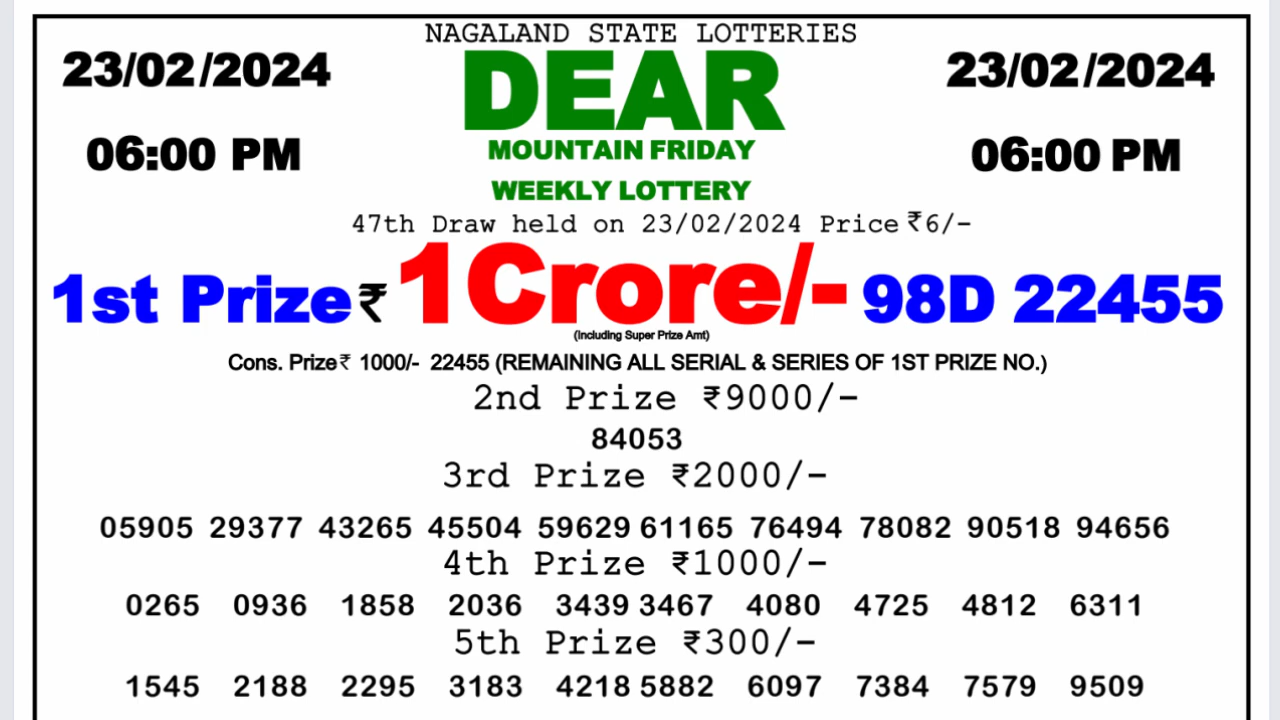 NAGALAND STATE LOTTERIES
23/02/2024 DEAR 23/02/2024
06:00 PM MOUNTAIN FRIDAY 06:00 PM
WEEKLY LOTTERY
47th Draw held on 23/02/2024 Price ₹6/-
1st Prize ₹ 1 Crore/- 98D 22455
(Including Super Prize Amt)
Cons. Prize ₹ 1000/- 22455 (REMAINING ALL SERIAL & SERIES OF 1ST PRIZE NO.)
2nd Prize ₹9000/-
84053
3rd Prize ₹2000/-
05905 29377 43265 45504 59629 61165 76494 78082 90518 94656
4th Prize ₹1000/-
0265 0936 1858 2036 3439 3467 4080 4725 4812 6311
5th Prize ₹300/-
1545 2188 2295 3183 4218 5882 6097 7384 7579 9509